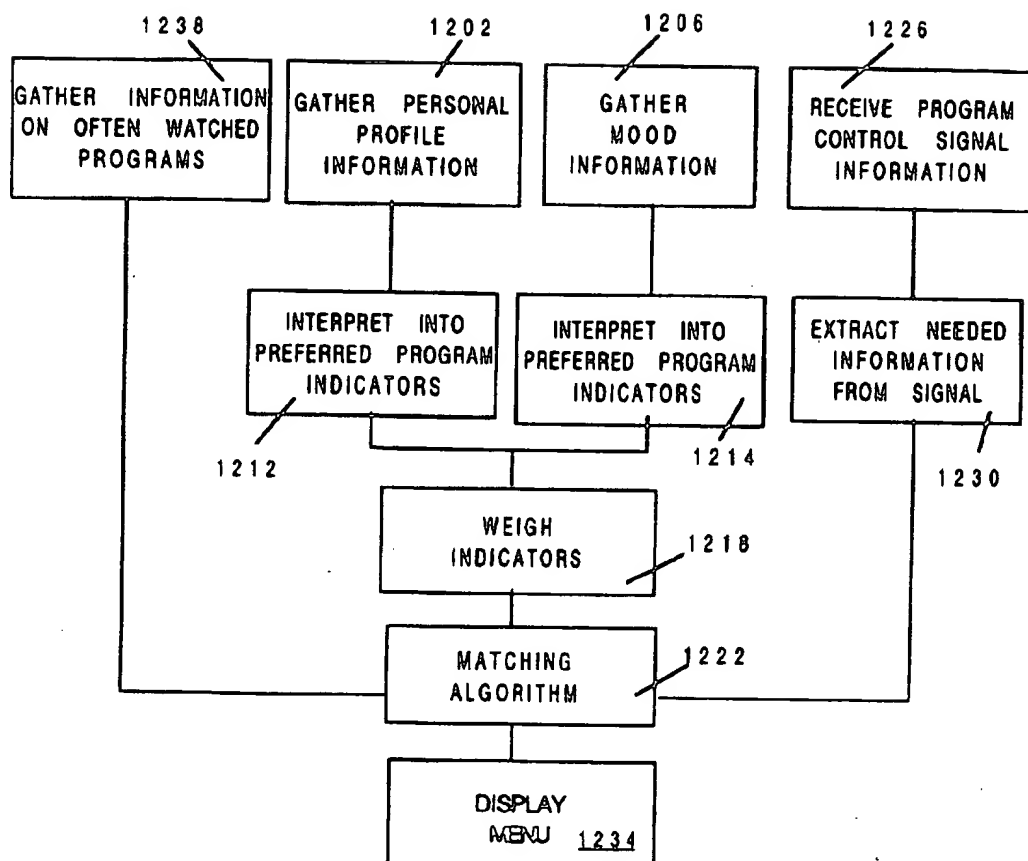 1238
1202
1206
1226
GATHER INFORMATION
ON OFTEN WATCHED
PROGRAMS
GATHER PERSONAL
PROFILE
INFORMATION
GATHER
MOOD
INFORMATION
RECEIVE PROGRAM
CONTROL SIGNAL
INFORMATION
INTERPRET INTO
PREFERRED PROGRAM
INDICATORS
INTERPRET INTO
PREFERRED PROGRAM
INDICATORS
EXTRACT NEEDED
INFORMATION
FROM SIGNAL
1212
1214
1230
WEIGH
INDICATORS
1218
MATCHING
ALGORITHM
1222
DISPLAY
MENU 1234